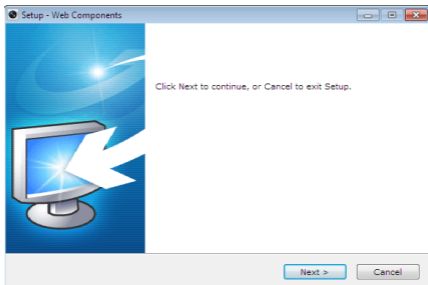 Setup - Web Components
Click Next to continue, or Cancel to exit Setup.
Next >
Cancel